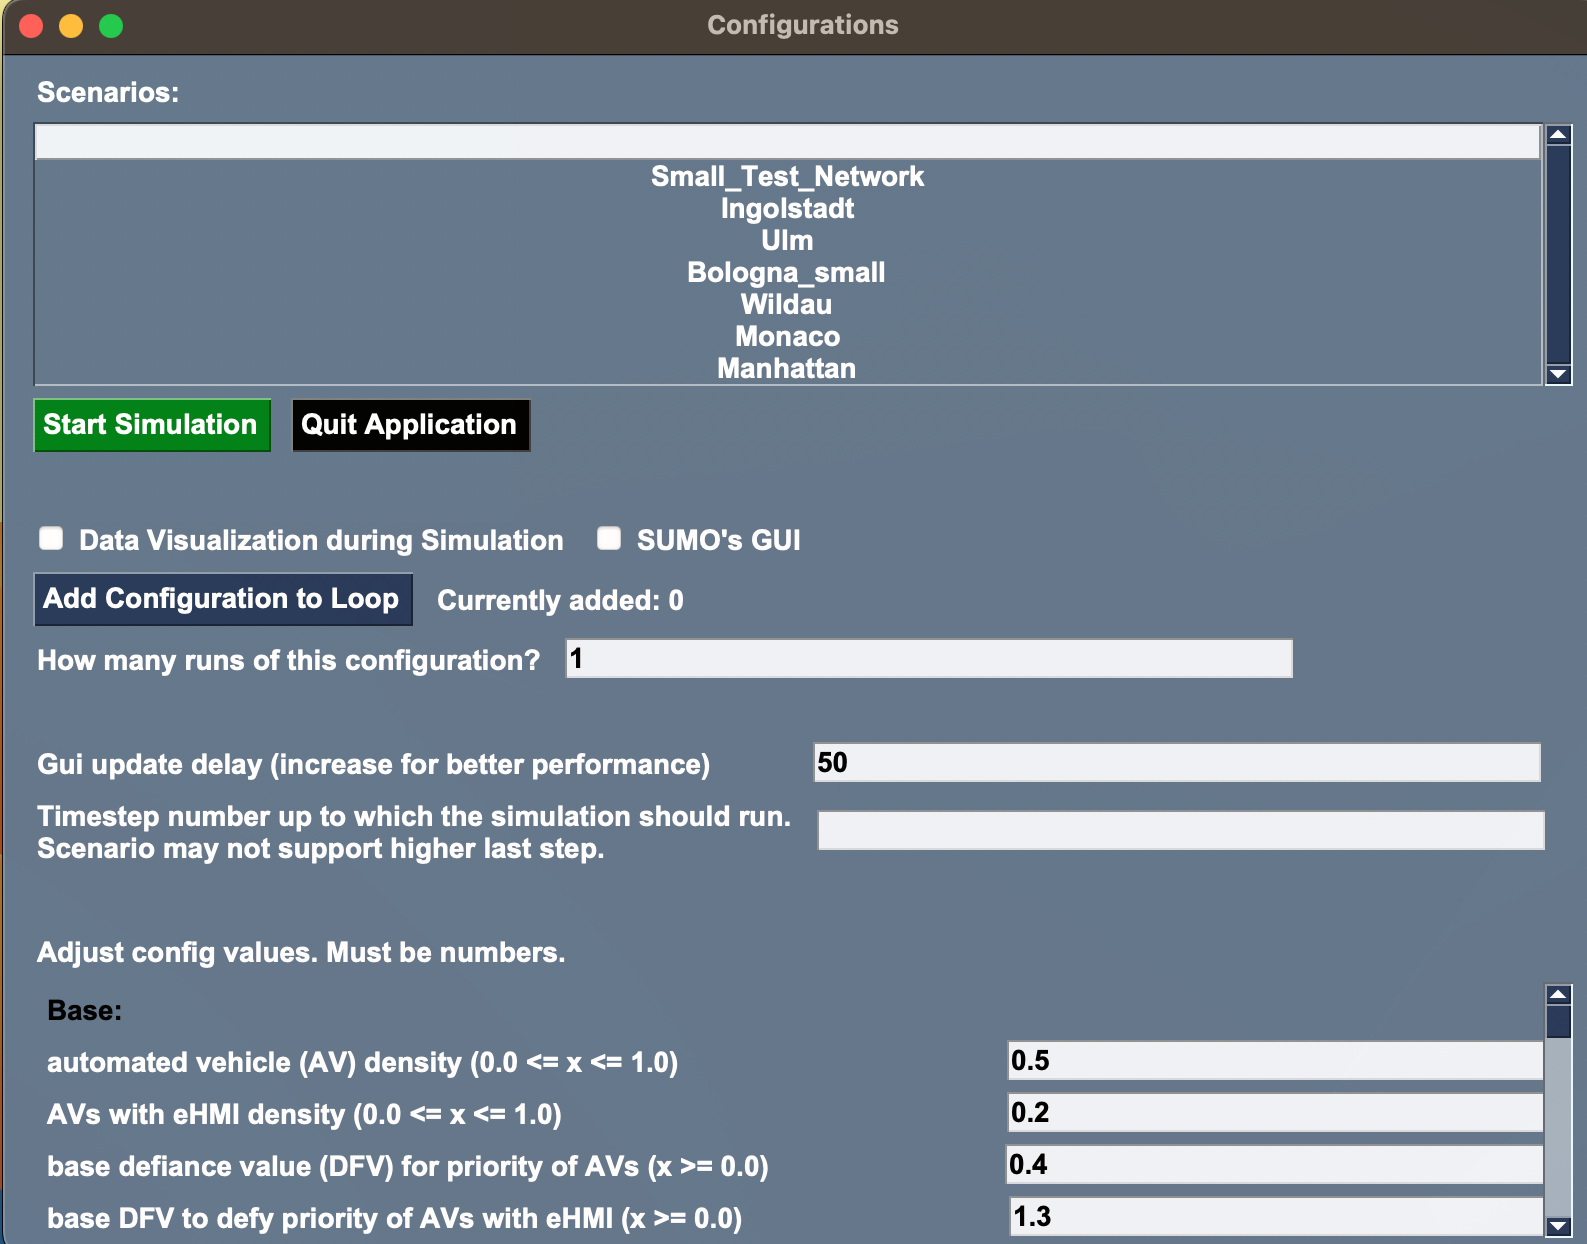 Configurations
Scenarios:
Small_Test_Network
Ingolstadt
Ulm
Bologna_small
Wildau
Monaco
Manhattan
Start Simulation Quit Application
Data Visualization during Simulation SUMO's GUI
Add Configuration to Loop Currently added: 0
How many runs of this configuration? 1
Gui update delay (increase for better performance) 50
Timestep number up to which the simulation should run.
Scenario may not support higher last step.
Adjust config values. Must be numbers.
Base:
automated vehicle (AV) density (0.0 <= x <= 1.0) 0.5
AVs with eHMI density (0.0 <= x <= 1.0) 0.2
base defiance value (DFV) for priority of AVs (x >= 0.0) 0.4
base DFV to defy priority of AVs with eHMI (x >= 0.0) 1.3